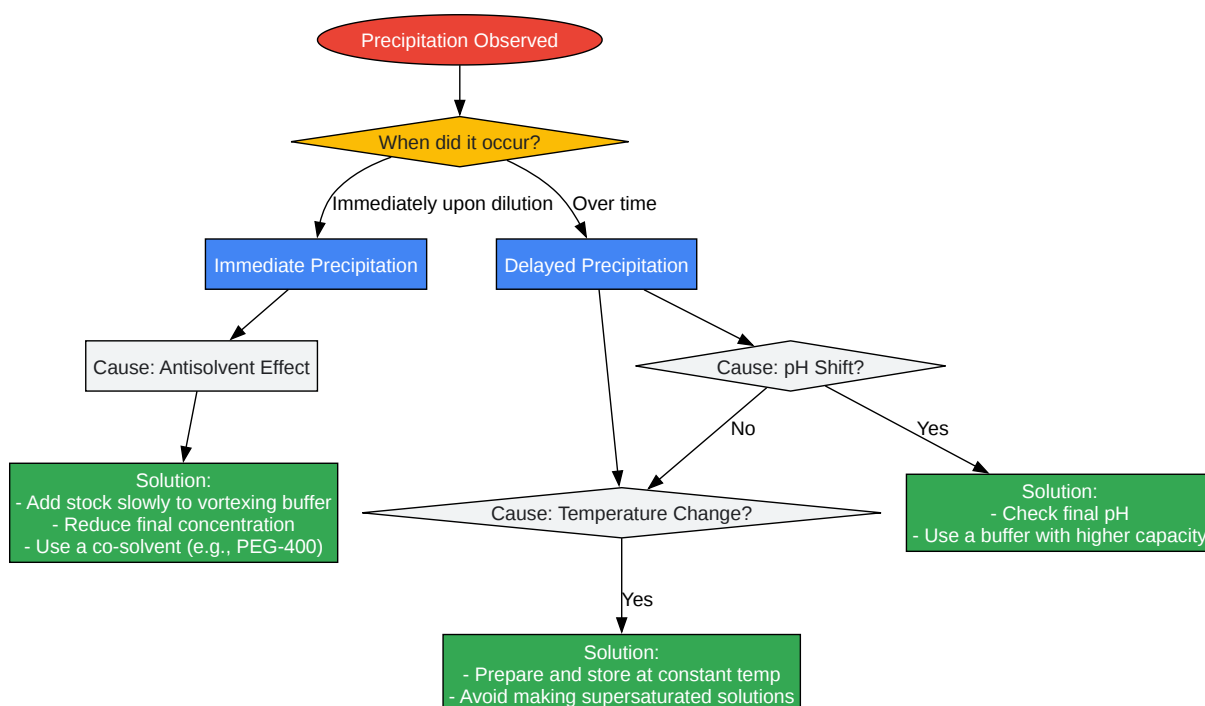 Precipitation Observed
When did it occur?
Immediately upon dilution
Over time
Immediate Precipitation
Delayed Precipitation
Cause: Antisolvent Effect
Cause: pH Shift?
No
Yes
Solution:
- Add stock slowly to vortexing buffer
- Reduce final concentration
- Use a co-solvent (e.g., PEG-400)
Cause: Temperature Change?
Solution:
- Check final pH
- Use a buffer with higher capacity
Yes
Solution:
- Prepare and store at constant temp
- Avoid making supersaturated solutions